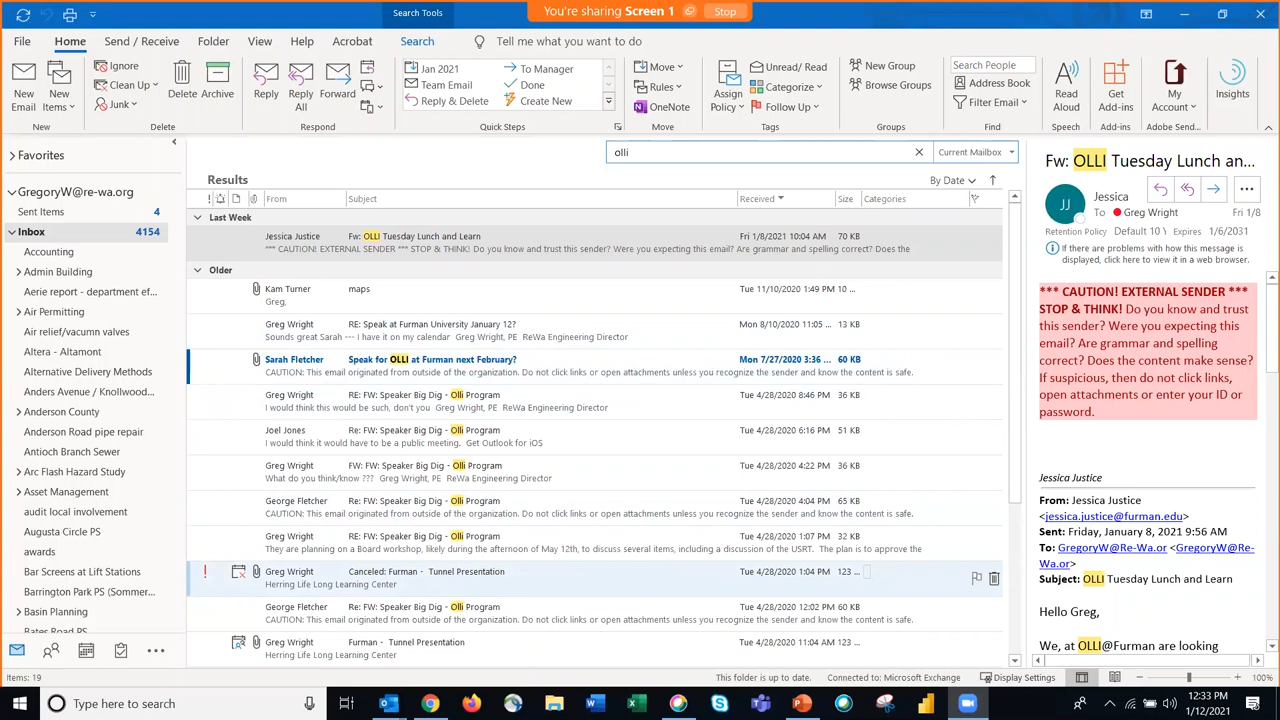 Search Tools
You're sharing Screen 1
Stop
File
Home
Send / Receive
Folder
View
Help
Acrobat
Search
Tell me what you want to do
New Email
New Items
New
Ignore
Clean Up
Junk
Delete
Archive
Delete
Reply
Reply All
Forward
Respond
Jan 2021
Team Email
Reply & Delete
To Manager
Done
Create New
Quick Steps
Move
Rules
OneNote
Move
Assign Policy
Unread/ Read
Categorize
Follow Up
Tags
New Group
Browse Groups
Groups
Search People
Address Book
Filter Email
Find
Read Aloud
Speech
Get Add-ins
Add-ins
My Account
Adobe Send...
Insights
Favorites
GregoryW@re-wa.org
Sent Items 4
Inbox 4154
Accounting
Admin Building
Aerie report - department ef...
Air Permitting
Air relief/vacumn valves
Altera - Altamont
Alternative Delivery Methods
Anders Avenue / Knollwood...
Anderson County
Anderson Road pipe repair
Antioch Branch Sewer
Arc Flash Hazard Study
Asset Management
audit local involvement
Augusta Circle PS
awards
Bar Screens at Lift Stations
Barrington Park PS (Sommer...
Basin Planting
Bates Road PS
olli
Current Mailbox
Results
By Date
From Subject Received Size Categories
Last Week
Jessica Justice Fw: OLLI Tuesday Lunch and Learn Fri 1/8/2021 10:04 AM 70 KB
*** CAUTION! EXTERNAL SENDER *** STOP & THINK! Do you know and trust this sender? Were you expecting this email? Are grammar and spelling correct? Does the
Older
Kam Turner maps Tue 11/10/2020 1:49 PM 10 ...
Greg,
Greg Wright RE: Speak at Furman University January 12? Mon 8/10/2020 11:05 ... 13 KB
Sounds great Sarah --- I have it on my calendar Greg Wright, PE ReWa Engineering Director
Sarah Fletcher Speak for OLLI at Furman next February? Mon 7/27/2020 3:36 ... 60 KB
CAUTION: This email originated from outside of the organization. Do not click links or open attachments unless you recognize the sender and know the content is safe.
Greg Wright Re: FW: Speaker Big Dig - Olli Program Tue 4/28/2020 8:46 PM 36 KB
I would think this would be such, don't you Greg Wright, PE ReWa Engineering Director
Joel Jones Re: FW: Speaker Big Dig - Olli Program Tue 4/28/2020 6:16 PM 51 KB
I would think it would have to be a public meeting. Get Outlook for iOS
Greg Wright FW: FW: Speaker Big Dig - Olli Program Tue 4/28/2020 4:22 PM 36 KB
What do you think/know ??? Greg Wright, PE ReWa Engineering Director
George Fletcher Re: FW: Speaker Big Dig - Olli Program Tue 4/28/2020 4:04 PM 65 KB
CAUTION: This email originated from outside of the organization. Do not click links or open attachments unless you recognize the sender and know the content is safe.
Greg Wright RE: FW: Speaker Big Dig - Olli Program Tue 4/28/2020 1:07 PM 32 KB
They are planning on a Board workshop, likely during the afternoon of May 12th, to discuss several items, including a discussion of the USRT. The plan is to approve the
Greg Wright Canceled: Furman - Tunnel Presentation Tue 4/28/2020 1:04 PM 123 ...
Herring Life Long Learning Center
George Fletcher Re: FW: Speaker Big Dig - Olli Program Tue 4/28/2020 12:02 PM 60 KB
CAUTION: This email originated from outside of the organization. Do not click links or open attachments unless you recognize the sender and know the content is safe.
Greg Wright Furman - Tunnel Presentation Tue 4/28/2020 11:04 AM 123 ...
Herring Life Long Learning Center
Fw: OLLI Tuesday Lunch an...
JJ
Jessica
To Greg Wright Fri 1/8
Retention Policy Default 10 Expires 1/6/2031
If there are problems with how this message is
displayed, click here to view it in a web browser.
*** CAUTION! EXTERNAL SENDER ***
STOP & THINK! Do you know and trust
this sender? Were you expecting this
email? Are grammar and spelling
correct? Does the content make sense?
If suspicious, then do not click links,
open attachments or enter your ID or
password.
Jessica Justice
From: Jessica Justice
<jessica.justice@furman.edu>
Sent: Friday, January 8, 2021 9:56 AM
To: GregoryW@Re-Wa.or <GregoryW@Re-
Wa.or>
Subject: OLLI Tuesday Lunch and Learn
Hello Greg,
We, at OLLI@Furman are looking
Items: 19
This folder is up to date.
Connected to: Microsoft Exchange
Display Settings
100%
Type here to search
12:33 PM
1/12/2021